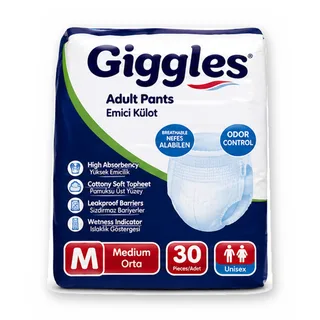 Giggles®
Adult Pants
Emici Külot
BREATHABLE
NEFES
ALABİLEN
ODOR
CONTROL
High Absorbency
Yüksek Emicilik
Cottony Soft Topheet
Pamuksu Üst Yüzey
Leakproof Barriers
Sızdırmaz Bariyerler
Wetness Indicator
Islaklık Göstergesi
M
Medium
Orta
30
Pieces/Adet
Unisex